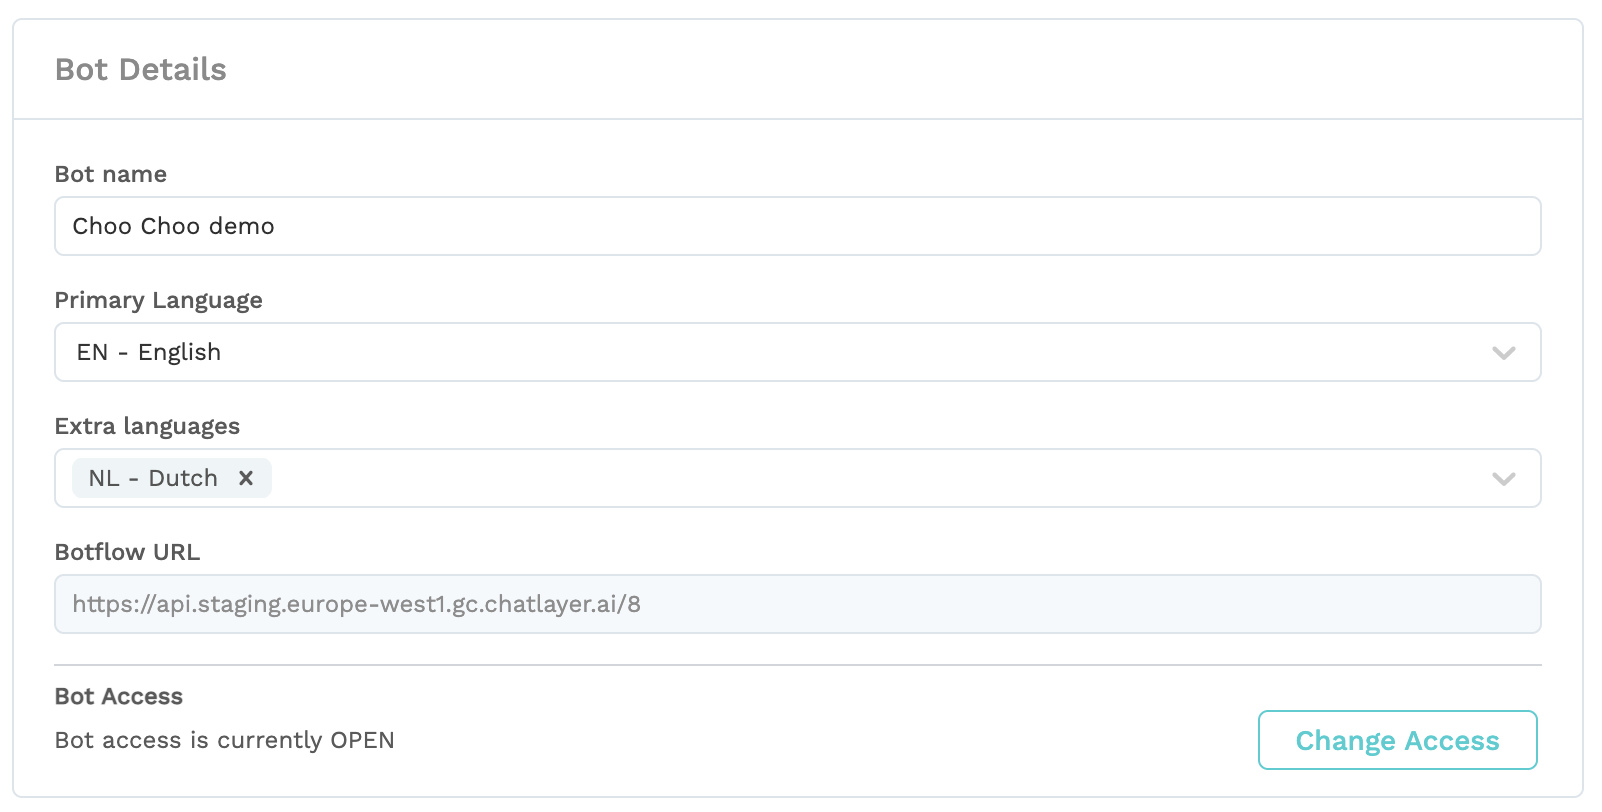 Bot Details
Bot name
Choo Choo demo
Primary Language
EN - English
Extra languages
NL - Dutch
Botflow URL
https://api.staging.europe-west1.gc.chatlayer.ai/8
Bot Access
Bot access is currently OPEN
Change Access